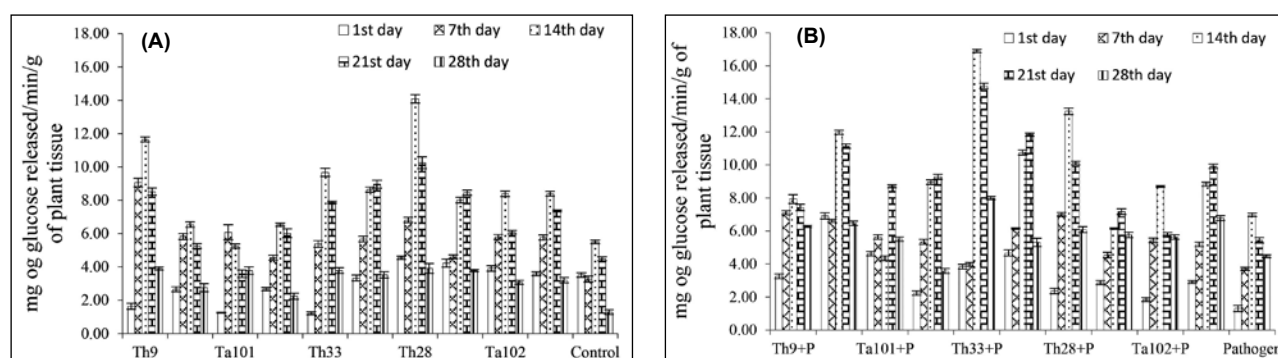 (A)
1st day 7th day 14th day
21st day 28th day
mg og glucose released/min/g
of plant tissue
18.00
16.00
14.00
12.00
10.00
8.00
6.00
4.00
2.00
0.00
Th9 Ta101 Th33 Th28 Ta102 Control
(B)
1st day 7th day 14th day
21st day 28th day
mg og glucose released/min/g of
plant tissue
18.00
16.00
14.00
12.00
10.00
8.00
6.00
4.00
2.00
0.00
Th9+P Ta101+P Th33+P Th28+P Ta102+P Pathogen